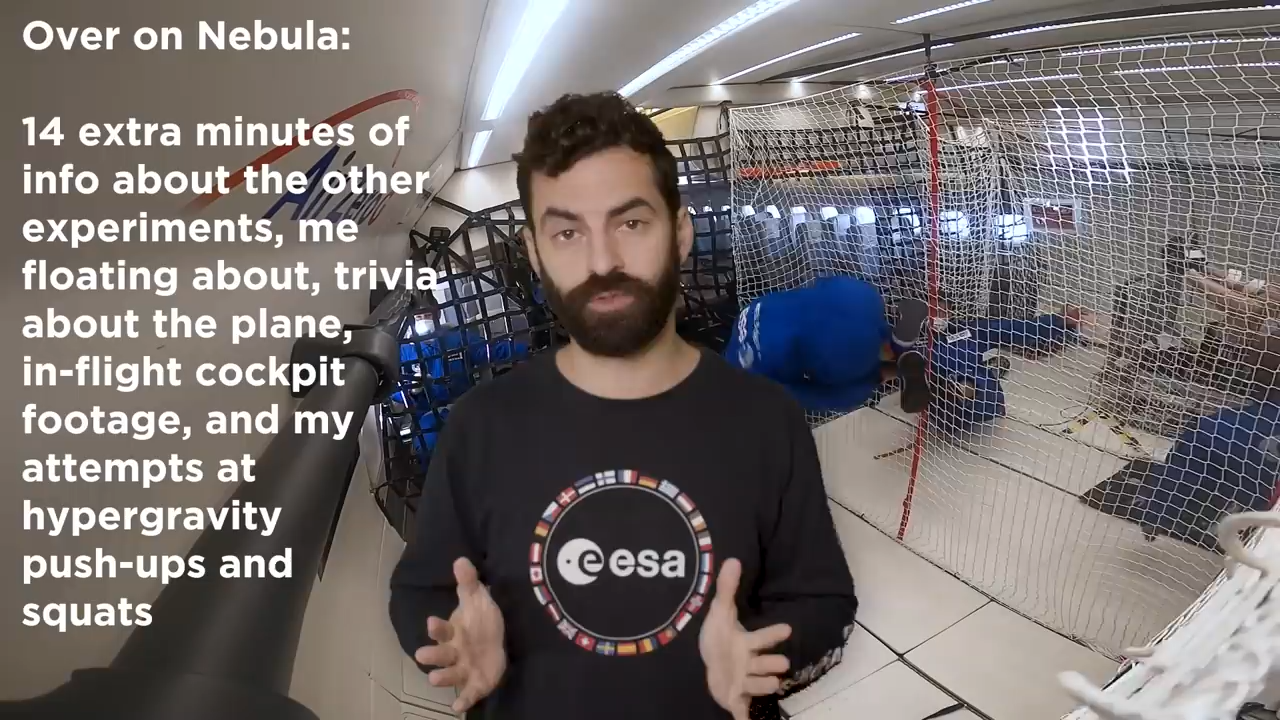 Over on Nebula:
14 extra minutes of
info about the other
experiments, me
floating about, trivia
about the plane,
in-flight cockpit
footage, and my
attempts at
hypergravity
push-ups and
squats
esa